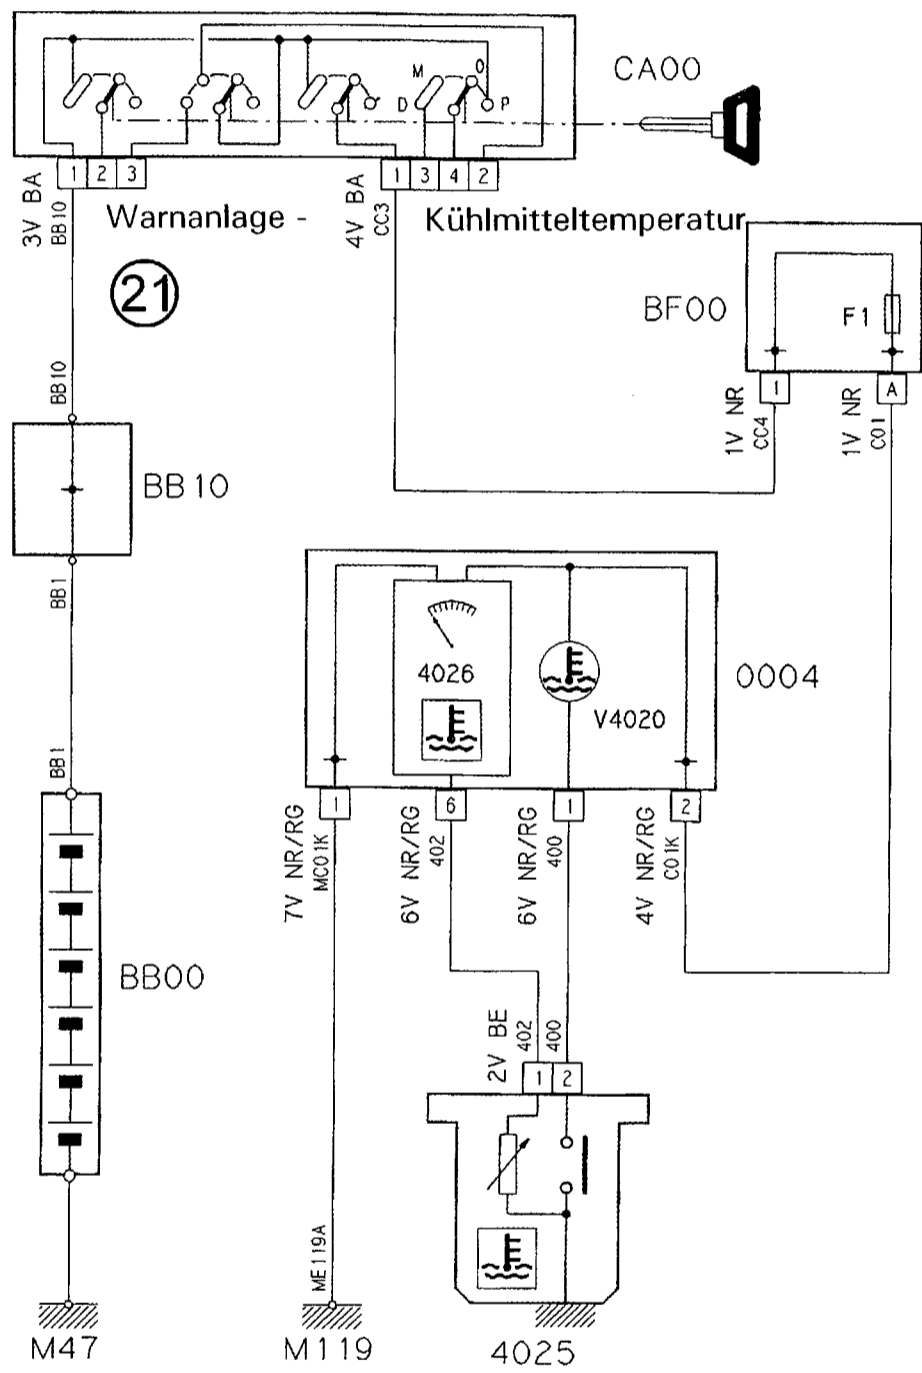 CA00
M
O
D
P
1 2 3
1 3 4 2
3V BA
BB10
4V BA
CC3
Warnanlage - Kühlmitteltemperatur
21
BF00
F1
1
A
1V NR
CC4
1V NR
C01
BB10
BB10
BB1
4026
V4020
0004
BB1
1
6
1
2
7V NR/RG
MC01K
6V NR/RG
402
6V NR/RG
400
4V NR/RG
C01K
BB00
2V BE
402
400
1 2
ME119A
M47
M119
4025